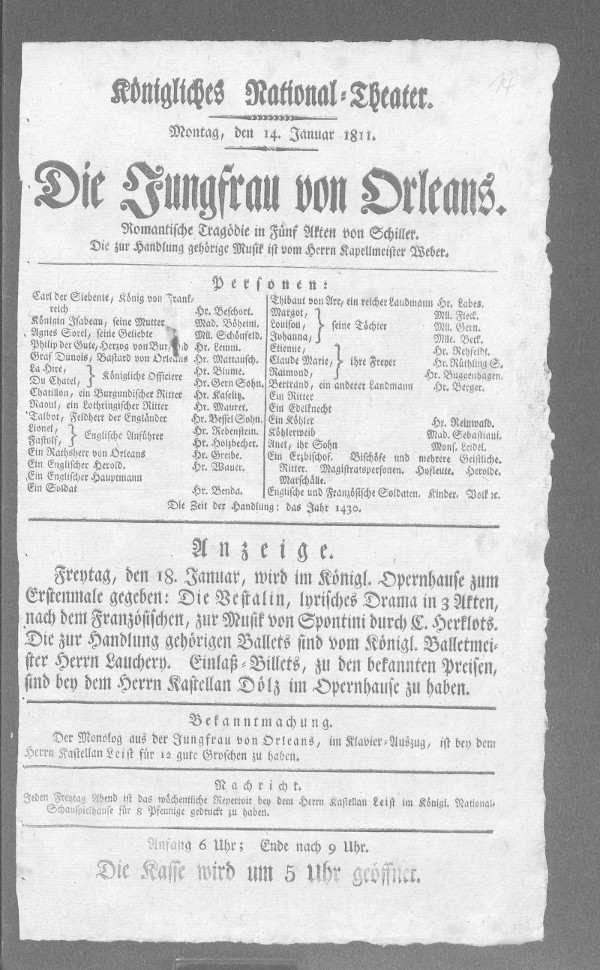 14
Königliches National-Theater.
Montag, den 14. Januar 1811.
Die Jungfrau von Orleans.
Romantische Tragödie in Fünf Akten von Schiller.
Die zur Handlung gehörige Musik ist vom Herrn Kapellmeister Weber.
Personen:
Carl der Siebente, König von Frank-
reich Hr. Beschort.
Königin Isabeau, seine Mutter Mad. Böheim.
Agnes Sorel, seine Geliebte Mll. Schönfeld.
Philip der Gute, Herzog von Burgund Hr. Lemm.
Graf Dunois, Bastard von Orleans Hr. Mattausch.
La Hire, Hr. Blume.
Du Chatel, } Königliche Officiere Hr. Gern Sohn.
Chatillon, ein Burgundischer Ritter Hr. Kaselitz.
Raoul, ein Lothringischer Ritter Hr. Maurer.
Talbot, Feldherr der Engländer Hr. Bessel Sohn.
Lionel, Hr. Rebenstein.
Fastolf, } Englische Anführer Hr. Holzbecher.
Ein Rathsherr von Orleans Hr. Greibe.
Ein Englischer Herold. Hr. Wauer.
Ein Englischer Hauptmann
Ein Soldat Hr. Benda.
Thibaut von Arc, ein reicher Landmann Hr. Labes.
Margot, Mll. Fleck.
Louison, } seine Töchter Mll. Gern.
Johanna, Mlle. Beck.
Etienne, Hr. Rehfeldt.
Claude Marie, } ihre Freyer Hr. Rüthling S.
Raimond, Hr. Buggenhagen.
Bertrand, ein anderer Landmann Hr. Berger.
Ein Ritter
Ein Edelknecht
Ein Köhler Hr. Reinwald.
Köhlerweib Mad. Sebastiani.
Anet, ihr Sohn Mons. Leidel.
Ein Erzbischof. Bischöfe und mehrere Geistliche.
Ritter. Magistratspersonen. Hofleute. Herolde.
Marschälle.
Englische und Französische Soldaten. Kinder. Volk ꝛc.
Die Zeit der Handlung: das Jahr 1430.
Anzeige.
Freytag, den 18. Januar, wird im Königl. Opernhause zum
Erstenmale gegeben: Die Vestalin, lyrisches Drama in 3 Akten,
nach dem Französischen, zur Musik von Spontini durch C. Herklots.
Die zur Handlung gehörigen Ballets sind vom Königl. Balletmei-
ster Herrn Lauchery. Einlaß-Billets, zu den bekannten Preisen,
sind bey dem Herrn Kastellan Dölz im Opernhause zu haben.
Bekanntmachung.
Der Monolog aus der Jungfrau von Orleans, im Klavier-Auszug, ist bey dem
Herrn Kastellan Leist für 12 gute Groschen zu haben.
Nachricht.
Jeden Freytag Abend ist das wöchentliche Repertoir bey dem Herrn Kastellan Leist im Königl. National-
Schauspielhause für 8 Pfennige gedruckt zu haben.
Anfang 6 Uhr; Ende nach 9 Uhr.
Die Kasse wird um 5 Uhr geöffnet.